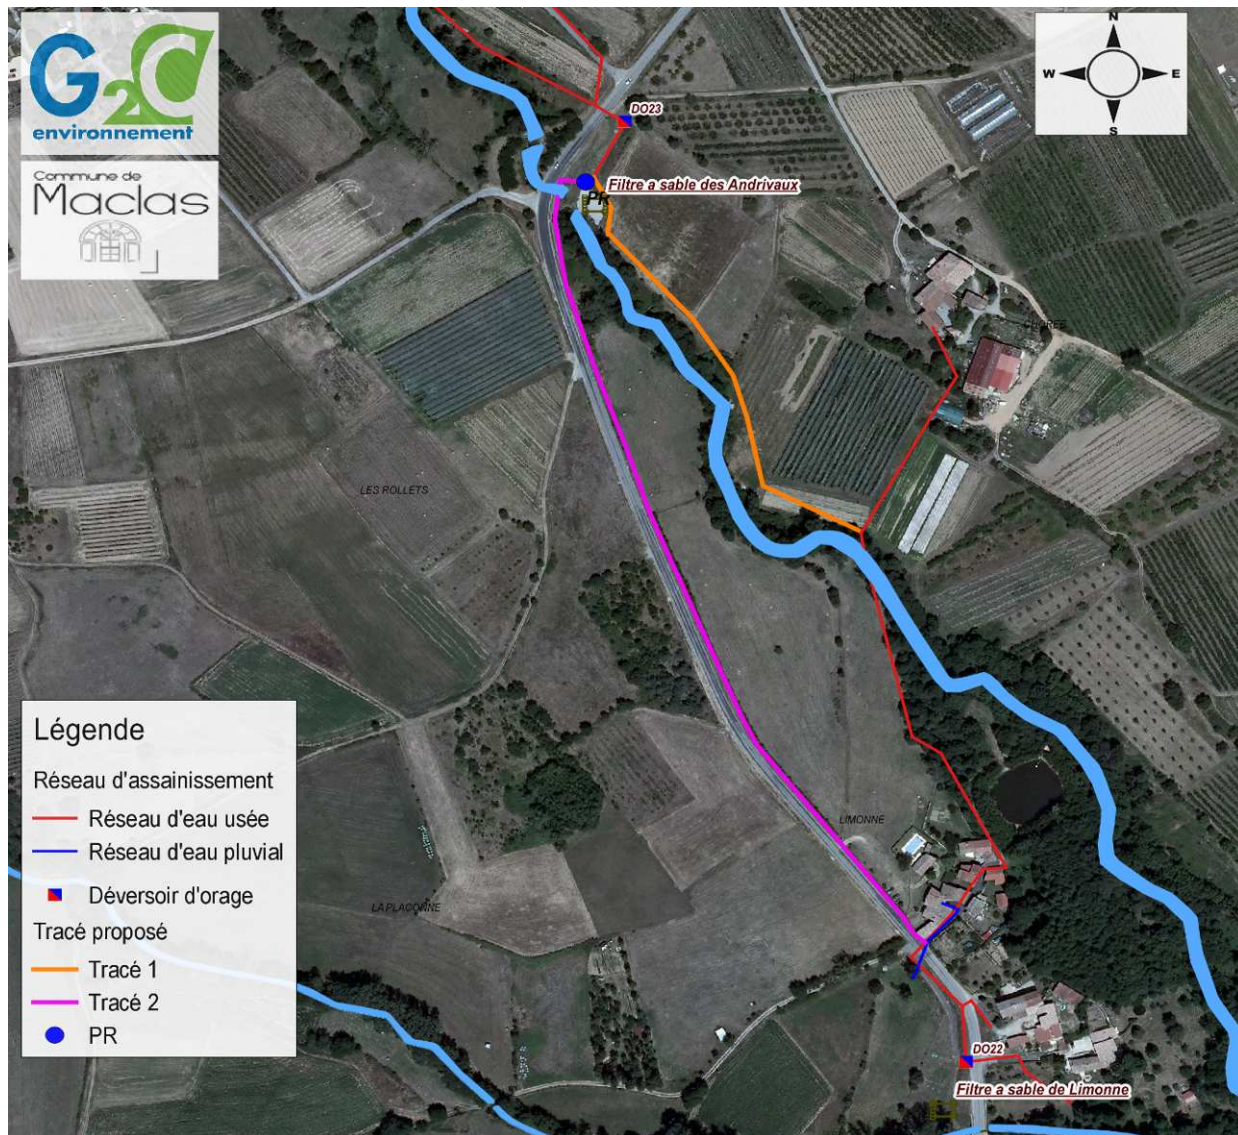 G2C
environnement
Commune de
Maclas
N
W
E
S
DO23
Filtre a sable des Andrivaux
PR
LES ROLLETS
LIMONNE
LA PLAGONNE
DO22
Filtre a sable de Limonne
Légende
Réseau d'assainissement
Réseau d'eau usée
Réseau d'eau pluvial
Déversoir d'orage
Tracé proposé
Tracé 1
Tracé 2
PR